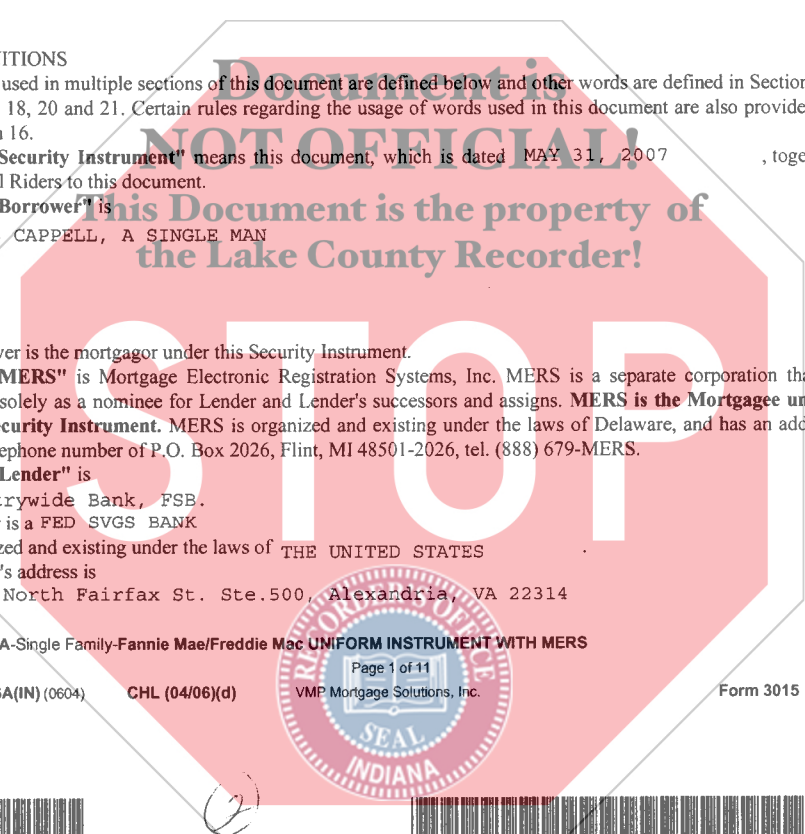 ITIONS
used in multiple sections of this document are defined below and other words are defined in Section
18, 20 and 21. Certain rules regarding the usage of words used in this document are also provide
16.
Security Instrument" means this document, which is dated MAY 31, 2007 , toge
l Riders to this document.
Borrower" is
CAPPELL, A SINGLE MAN
Document is
NOT OFFICIAL!
This Document is the property of
the Lake County Recorder!
STOP
ver is the mortgagor under this Security Instrument.
MERS" is Mortgage Electronic Registration Systems, Inc. MERS is a separate corporation tha
solely as a nominee for Lender and Lender's successors and assigns. MERS is the Mortgagee un
ecurity Instrument. MERS is organized and existing under the laws of Delaware, and has an add
ephone number of P.O. Box 2026, Flint, MI 48501-2026, tel. (888) 679-MERS.
Lender" is
trywide Bank, FSB.
r is a FED SVGS BANK
zed and existing under the laws of THE UNITED STATES .
's address is
North Fairfax St. Ste.500, Alexandria, VA 22314
A-Single Family-Fannie Mae/Freddie Mac UNIFORM INSTRUMENT WITH MERS
Page 1 of 11
6A(IN) (0604) CHL (04/06)(d) VMP Mortgage Solutions, Inc. Form 3015
RECORDER'S OFFICE
SEAL
INDIANA
2